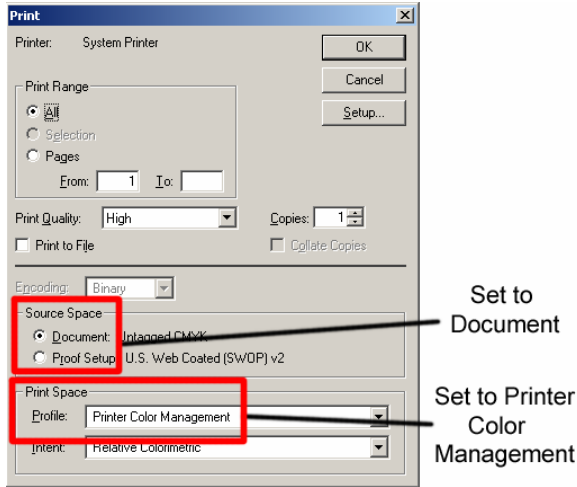 Print
Printer: System Printer
OK
Cancel
Setup...
Print Range
All
Selection
Pages
From: 1 To:
Print Quality: High
Copies: 1
Print to File
Collate Copies
Encoding: Binary
Source Space
Document: Untagged CMYK
Proof Setup: U.S. Web Coated (SWOP) v2
Set to
Document
Print Space
Profile: Printer Color Management
Intent: Relative Colorimetric
Set to Printer
Color
Management